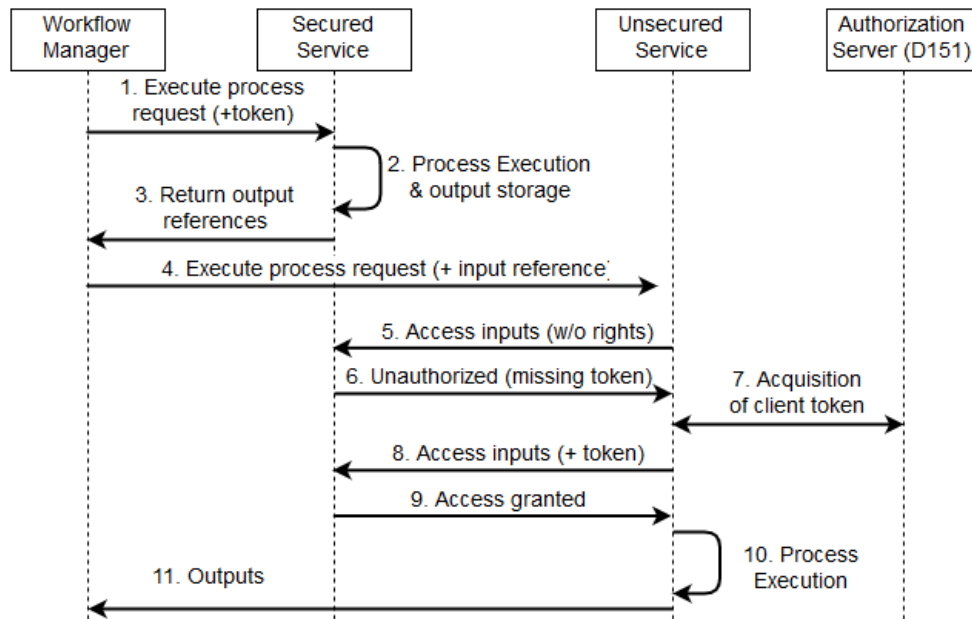 Workflow
Manager
Secured
Service
Unsecured
Service
Authorization
Server (D151)
1. Execute process
request (+token)
2. Process Execution
& output storage
3. Return output
references
4. Execute process request (+ input reference)
5. Access inputs (w/o rights)
6. Unauthorized (missing token)
7. Acquisition
of client token
8. Access inputs (+ token)
9. Access granted
10. Process
Execution
11. Outputs